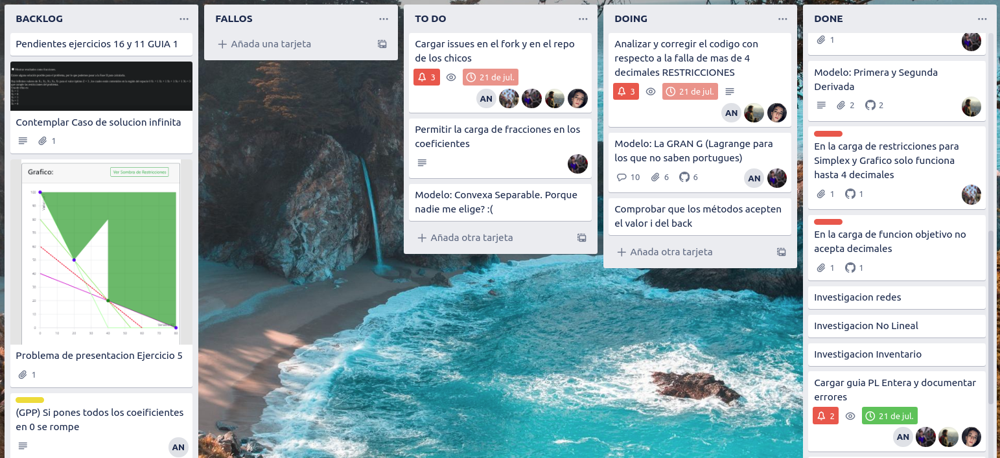 BACKLOG
Pendientes ejercicios 16 y 11 GUIA 1
Mostrar resultados como fracciones
Contemplar Caso de solucion infinita
1
Grafico:
Ver Sombra de Restricciones
100
90
80
70
60
50
40
30
20
10
0
0 10 20 30 40 50 60 70 80
Problema de presentacion Ejercicio 5
1
(GPP) Si pones todos los coeificientes
en 0 se rompe
AN
FALLOS
Añada una tarjeta
TO DO
Cargar issues en el fork y en el repo
de los chicos
3 21 de jul.
AN
Permitir la carga de fracciones en los
coeficientes
Modelo: Convexa Separable. Porque
nadie me elige? :(
Añada otra tarjeta
DOING
Analizar y corregir el codigo con
respecto a la falla de mas de 4
decimales RESTRICCIONES
3 21 de jul.
AN
Modelo: La GRAN G (Lagrange para
los que no saben portugues)
10 6 6
AN
Comprobar que los métodos acepten
el valor i del back
Añada otra tarjeta
DONE
1
Modelo: Primera y Segunda
Derivada
2 2
En la carga de restricciones para
Simplex y Grafico solo funciona
hasta 4 decimales
1 1
En la carga de funcion objetivo no
acepta decimales
1 1
Investigacion redes
Investigacion No Lineal
Investigacion Inventario
Cargar guia PL Entera y documentar
errores
2 21 de jul.
AN